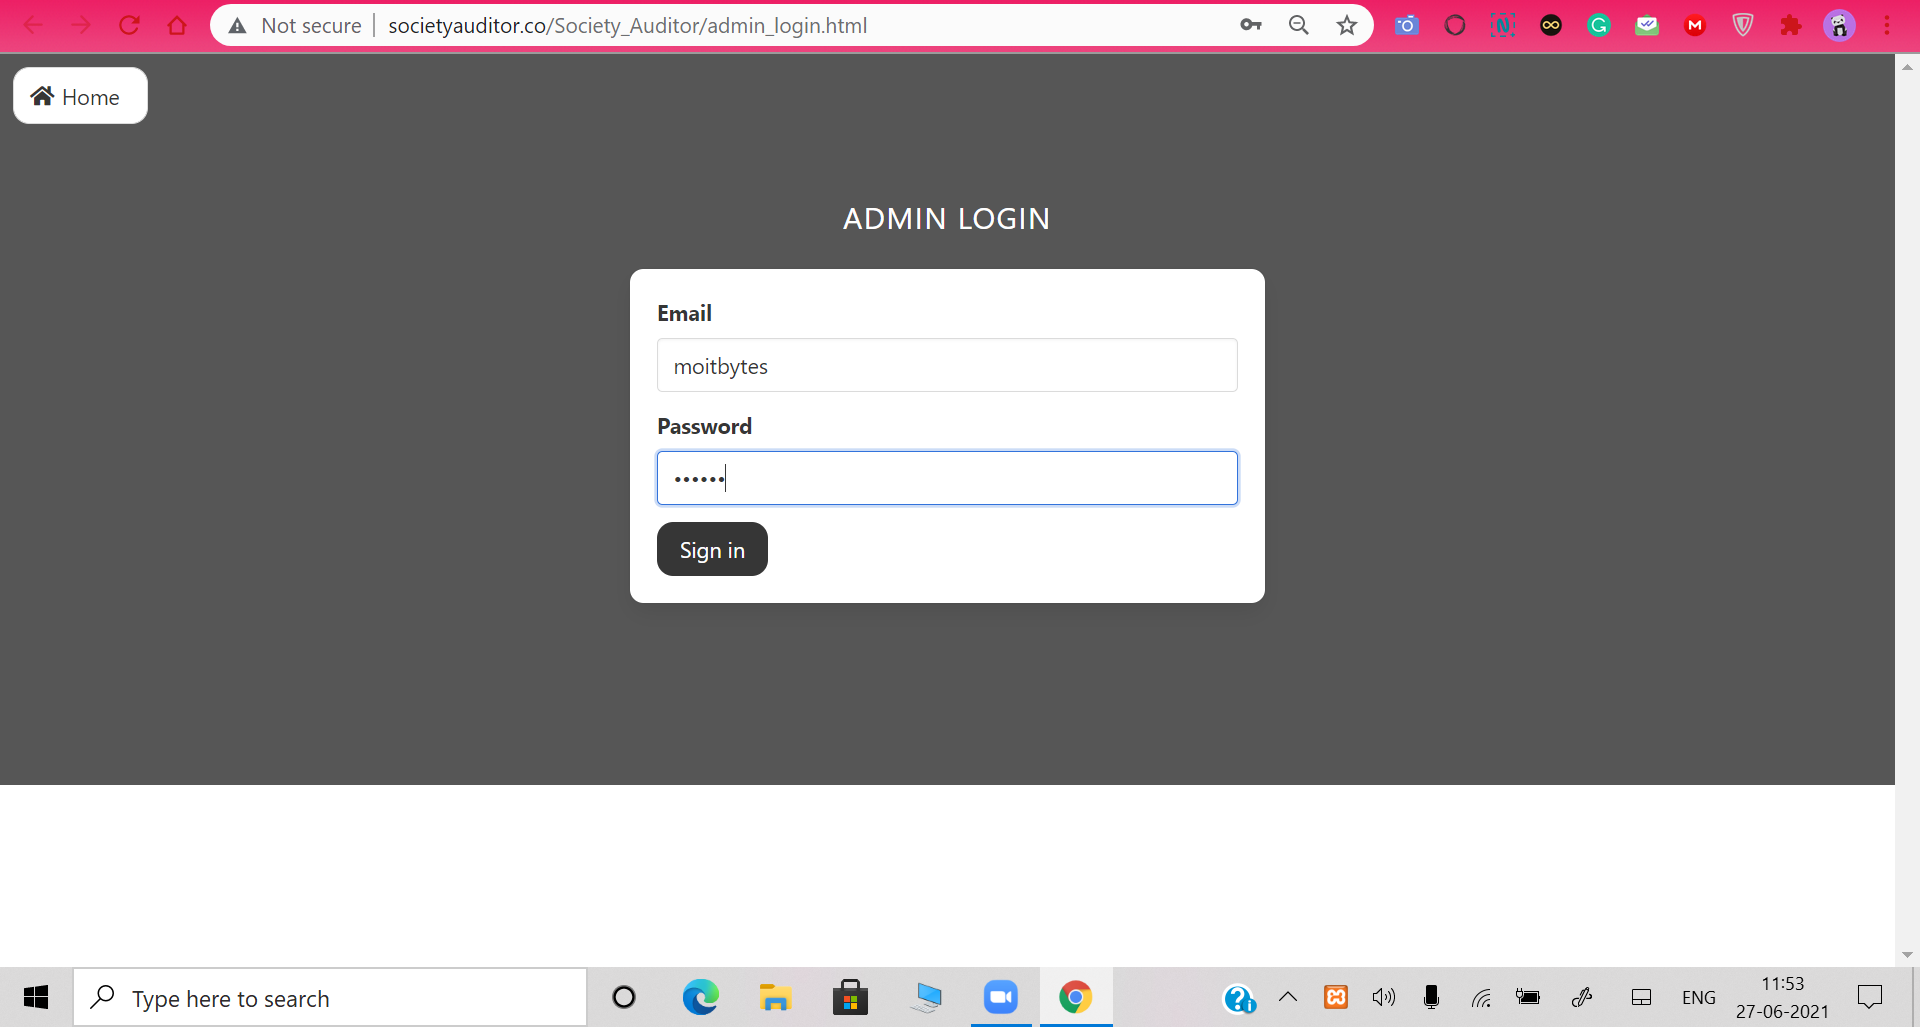 Not secure societyauditor.co/Society_Auditor/admin_login.html
Home
ADMIN LOGIN
Email
moitbytes
Password
••••••
Sign in
Type here to search
ENG
11:53
27-06-2021